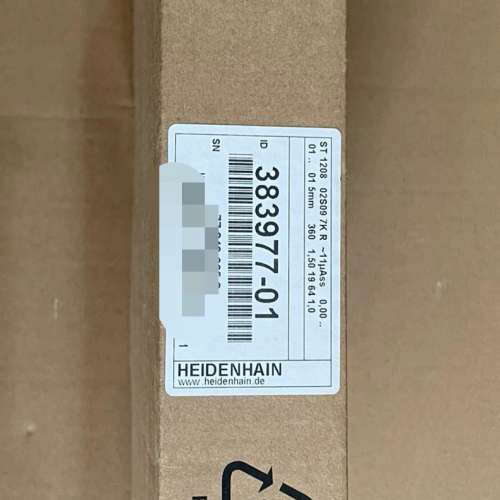 ST 1208 02S09 7K R ~11µAss 0,00 ..
01 .. 01 5mm 360 1,50 19 64 1,0
ID 383977-01
SN
1
HEIDENHAIN
www.heidenhain.de